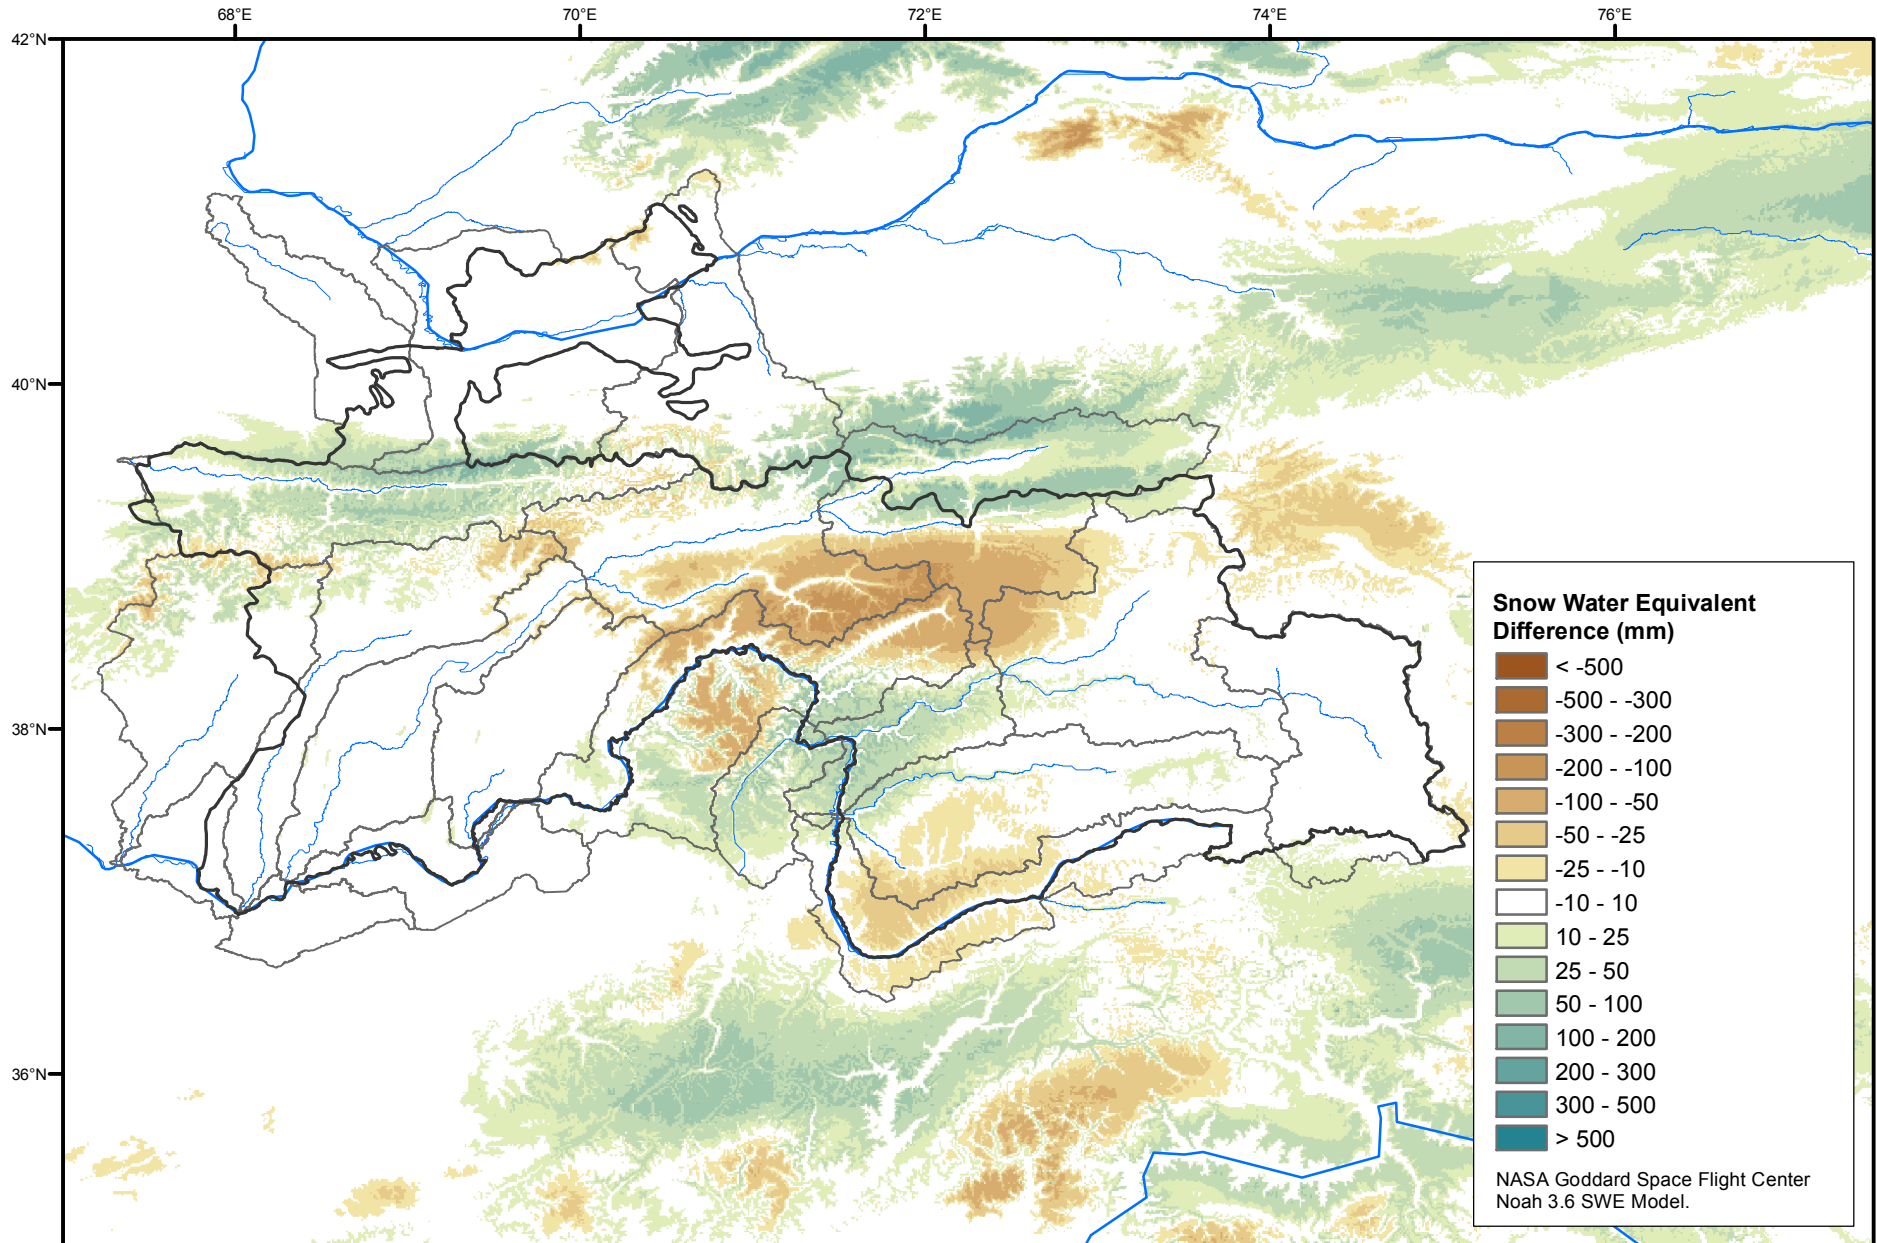 68°E 70°E 72°E 74°E 76°E
42°N
40°N
38°N
36°N
Snow Water Equivalent
Difference (mm)
< -500
-500 - -300
-300 - -200
-200 - -100
-100 - -50
-50 - -25
-25 - -10
-10 - 10
10 - 25
25 - 50
50 - 100
100 - 200
200 - 300
300 - 500
> 500
NASA Goddard Space Flight Center
Noah 3.6 SWE Model.